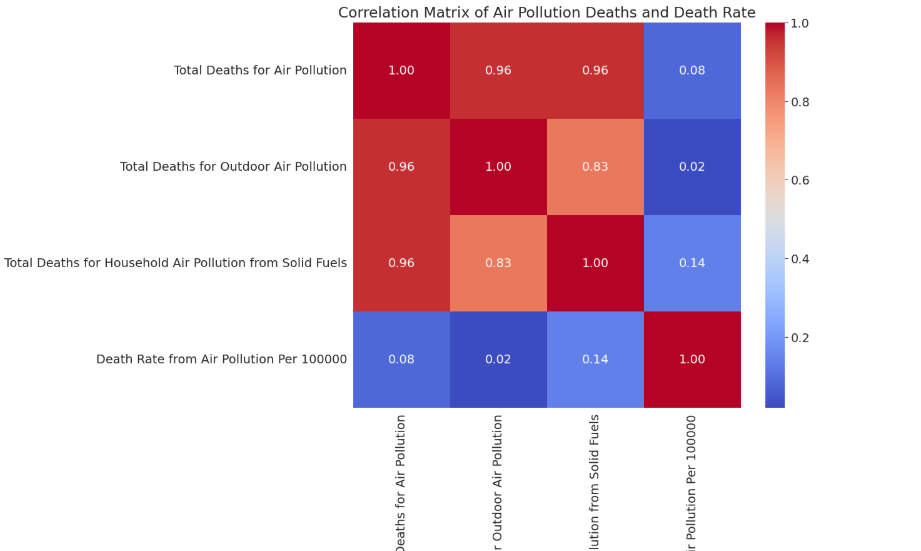 Correlation Matrix of Air Pollution Deaths and Death Rate
Total Deaths for Air Pollution
1.00 0.96 0.96 0.08
Total Deaths for Outdoor Air Pollution
0.96 1.00 0.83 0.02
Total Deaths for Household Air Pollution from Solid Fuels
0.96 0.83 1.00 0.14
Death Rate from Air Pollution Per 100000
0.08 0.02 0.14 1.00
1.0
0.8
0.6
0.4
0.2
Deaths for Air Pollution
r Outdoor Air Pollution
lution from Solid Fuels
ir Pollution Per 100000